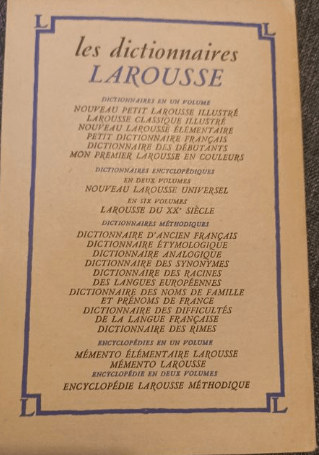 L L
les dictionnaires
LAROUSSE
DICTIONNAIRES EN UN VOLUME
NOUVEAU PETIT LAROUSSE ILLUSTRÉ
LAROUSSE CLASSIQUE ILLUSTRÉ
NOUVEAU LAROUSSE ÉLÉMENTAIRE
PETIT DICTIONNAIRE FRANÇAIS
DICTIONNAIRE DES DÉBUTANTS
MON PREMIER LAROUSSE EN COULEURS
DICTIONNAIRES ENCYCLOPÉDIQUES
EN DEUX VOLUMES
NOUVEAU LAROUSSE UNIVERSEL
EN SIX VOLUMES
LAROUSSE DU XXᵉ SIÈCLE
DICTIONNAIRES MÉTHODIQUES
DICTIONNAIRE D'ANCIEN FRANÇAIS
DICTIONNAIRE ÉTYMOLOGIQUE
DICTIONNAIRE ANALOGIQUE
DICTIONNAIRE DES SYNONYMES
DICTIONNAIRE DES RACINES
DES LANGUES EUROPÉENNES
DICTIONNAIRE DES NOMS DE FAMILLE
ET PRÉNOMS DE FRANCE
DICTIONNAIRE DES DIFFICULTÉS
DE LA LANGUE FRANÇAISE
DICTIONNAIRE DES RIMES
ENCYCLOPÉDIES EN UN VOLUME
MÉMENTO ÉLÉMENTAIRE LAROUSSE
MÉMENTO LAROUSSE
ENCYCLOPÉDIE EN DEUX VOLUMES
ENCYCLOPÉDIE LAROUSSE MÉTHODIQUE
L L